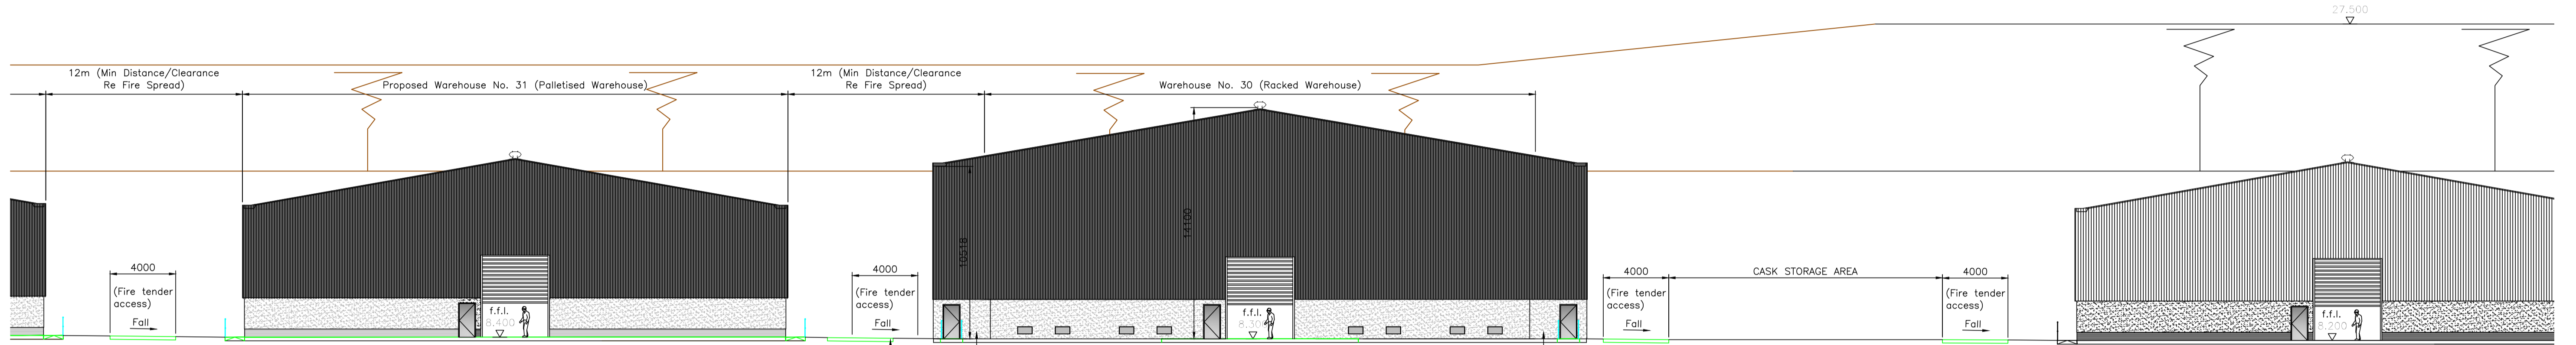 27.500
12m (Min Distance/Clearance
Re Fire Spread)
Proposed Warehouse No. 31 (Palletised Warehouse)
12m (Min Distance/Clearance
Re Fire Spread)
Warehouse No. 30 (Racked Warehouse)
4000
(Fire tender
access)
Fall
f.f.l.
8.400
4000
(Fire tender
access)
Fall
10518
14100
f.f.l.
8.300
4000
(Fire tender
access)
Fall
CASK STORAGE AREA
4000
(Fire tender
access)
Fall
f.f.l.
8.200